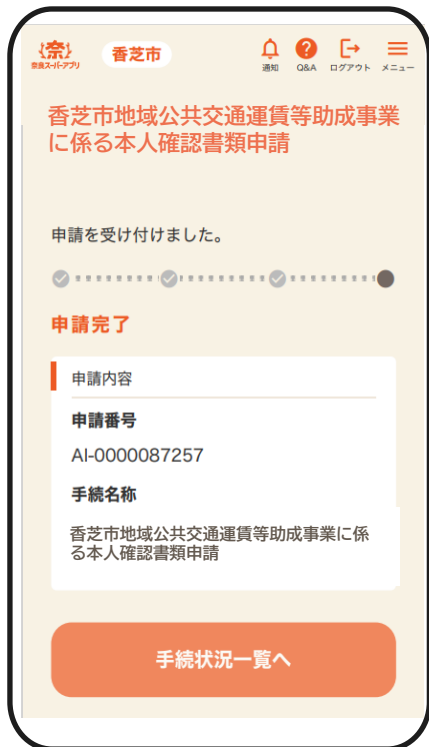 {奈}
奈良スーパーアプリ
香芝市
通知
Q&A
ログアウト
メニュー
香芝市地域公共交通運賃等助成事業
に係る本人確認書類申請
申請を受け付けました。
申請完了
申請内容
申請番号
AI-0000087257
手続名称
香芝市地域公共交通運賃等助成事業に係
る本人確認書類申請
手続状況一覧へ